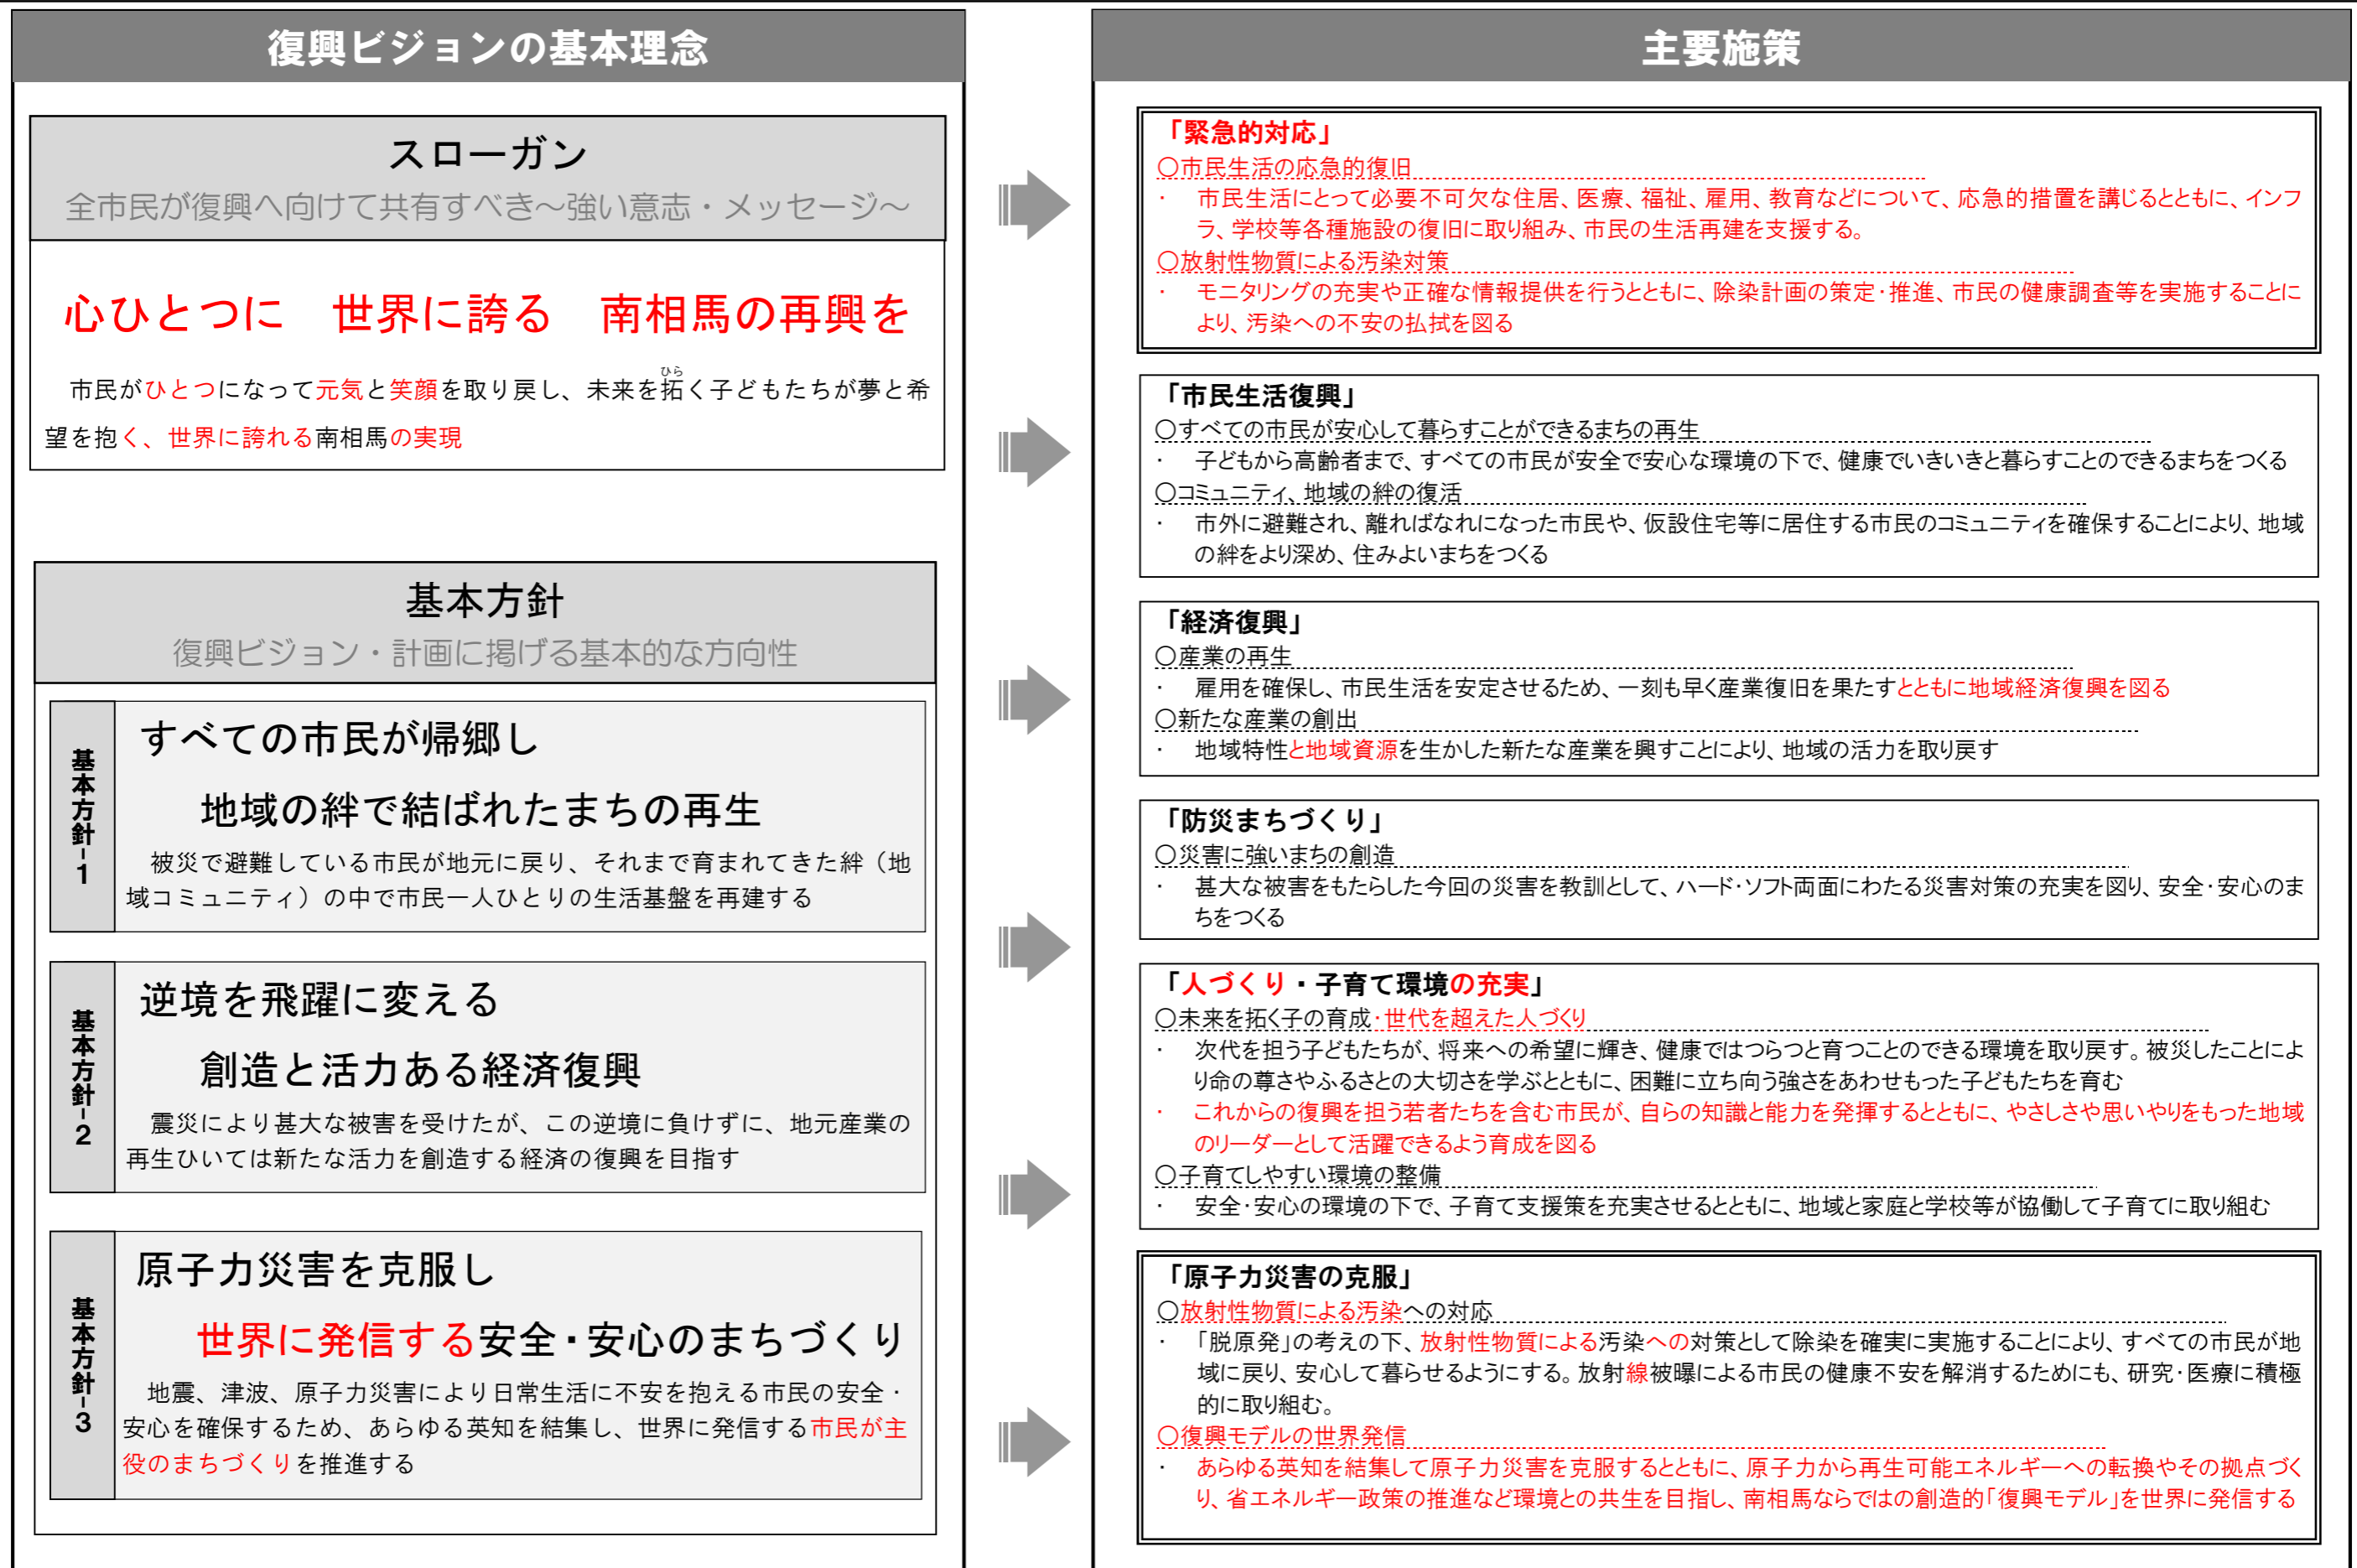 復興ビジョンの基本理念
スローガン
全市民が復興へ向けて共有すべき～強い意志・メッセージ～
心ひとつに　世界に誇る　南相馬の再興を
市民がひとつになって元気と笑顔を取り戻し、未来を拓く子どもたちが夢と希
ひら
望を抱く、世界に誇れる南相馬の実現
基本方針
復興ビジョン・計画に掲げる基本的な方向性
基本方針-1
すべての市民が帰郷し
地域の絆で結ばれたまちの再生
被災で避難している市民が地元に戻り、それまで育まれてきた絆（地
域コミュニティ）の中で市民一人ひとりの生活基盤を再建する
基本方針-2
逆境を飛躍に変える
創造と活力ある経済復興
震災により甚大な被害を受けたが、この逆境に負けずに、地元産業の
再生ひいては新たな活力を創造する経済の復興を目指す
基本方針-3
原子力災害を克服し
世界に発信する安全・安心のまちづくり
地震、津波、原子力災害により日常生活に不安を抱える市民の安全・
安心を確保するため、あらゆる英知を結集し、世界に発信する市民が主
役のまちづくりを推進する
主要施策
「緊急的対応」
○市民生活の応急的復旧
・　市民生活にとって必要不可欠な住居、医療、福祉、雇用、教育などについて、応急的措置を講じるとともに、インフ
ラ、学校等各種施設の復旧に取り組み、市民の生活再建を支援する。
○放射性物質による汚染対策
・　モニタリングの充実や正確な情報提供を行うとともに、除染計画の策定・推進、市民の健康調査等を実施することに
より、汚染への不安の払拭を図る
「市民生活復興」
○すべての市民が安心して暮らすことができるまちの再生
・　子どもから高齢者まで、すべての市民が安全で安心な環境の下で、健康でいきいきと暮らすことのできるまちをつくる
○コミュニティ、地域の絆の復活
・　市外に避難され、離ればなれになった市民や、仮設住宅等に居住する市民のコミュニティを確保することにより、地域
の絆をより深め、住みよいまちをつくる
「経済復興」
○産業の再生
・　雇用を確保し、市民生活を安定させるため、一刻も早く産業復旧を果たすとともに地域経済復興を図る
○新たな産業の創出
・　地域特性と地域資源を生かした新たな産業を興すことにより、地域の活力を取り戻す
「防災まちづくり」
○災害に強いまちの創造
・　甚大な被害をもたらした今回の災害を教訓として、ハード・ソフト両面にわたる災害対策の充実を図り、安全・安心のま
ちをつくる
「人づくり・子育て環境の充実」
○未来を拓く子の育成・世代を超えた人づくり
・　次代を担う子どもたちが、将来への希望に輝き、健康ではつらつと育つことのできる環境を取り戻す。被災したことによ
り命の尊さやふるさとの大切さを学ぶとともに、困難に立ち向う強さをあわせもった子どもたちを育む
・　これからの復興を担う若者たちを含む市民が、自らの知識と能力を発揮するとともに、やさしさや思いやりをもった地域
のリーダーとして活躍できるよう育成を図る
○子育てしやすい環境の整備
・　安全・安心の環境の下で、子育て支援策を充実させるとともに、地域と家庭と学校等が協働して子育てに取り組む
「原子力災害の克服」
○放射性物質による汚染への対応
・　「脱原発」の考えの下、放射性物質による汚染への対策として除染を確実に実施することにより、すべての市民が地
域に戻り、安心して暮らせるようにする。放射線被曝による市民の健康不安を解消するためにも、研究・医療に積極
的に取り組む。
○復興モデルの世界発信
・　あらゆる英知を結集して原子力災害を克服するとともに、原子力から再生可能エネルギーへの転換やその拠点づく
り、省エネルギー政策の推進など環境との共生を目指し、南相馬ならではの創造的「復興モデル」を世界に発信する